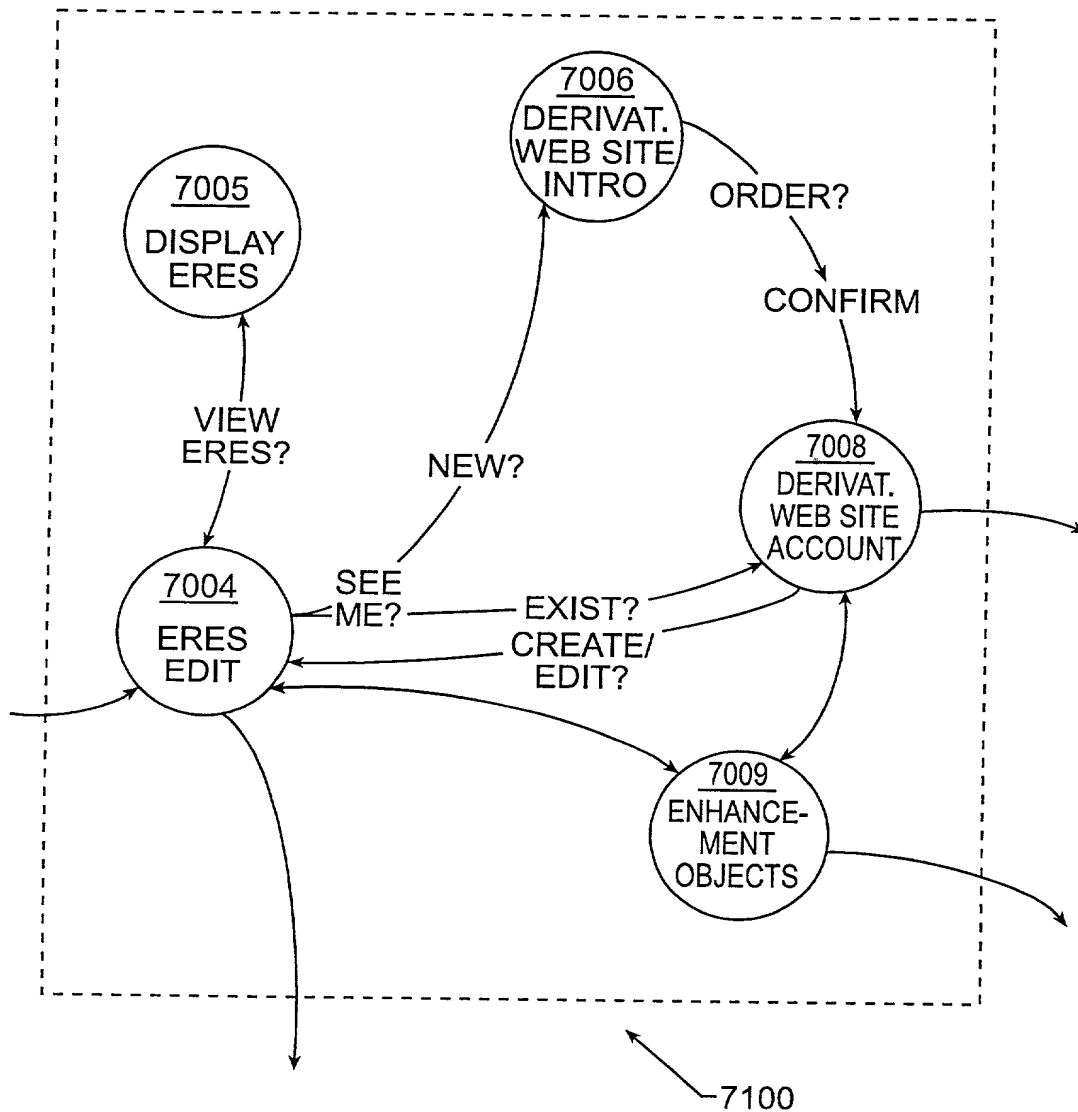 7006
DERIVAT.
WEB SITE
INTRO
7005
DISPLAY
ERES
ORDER?
CONFIRM
VIEW
ERES?
NEW?
7008
DERIVAT.
WEB SITE
ACCOUNT
7004
ERES
EDIT
SEE
ME?
EXIST?
CREATE/
EDIT?
7009
ENHANCE-
MENT
OBJECTS
7100